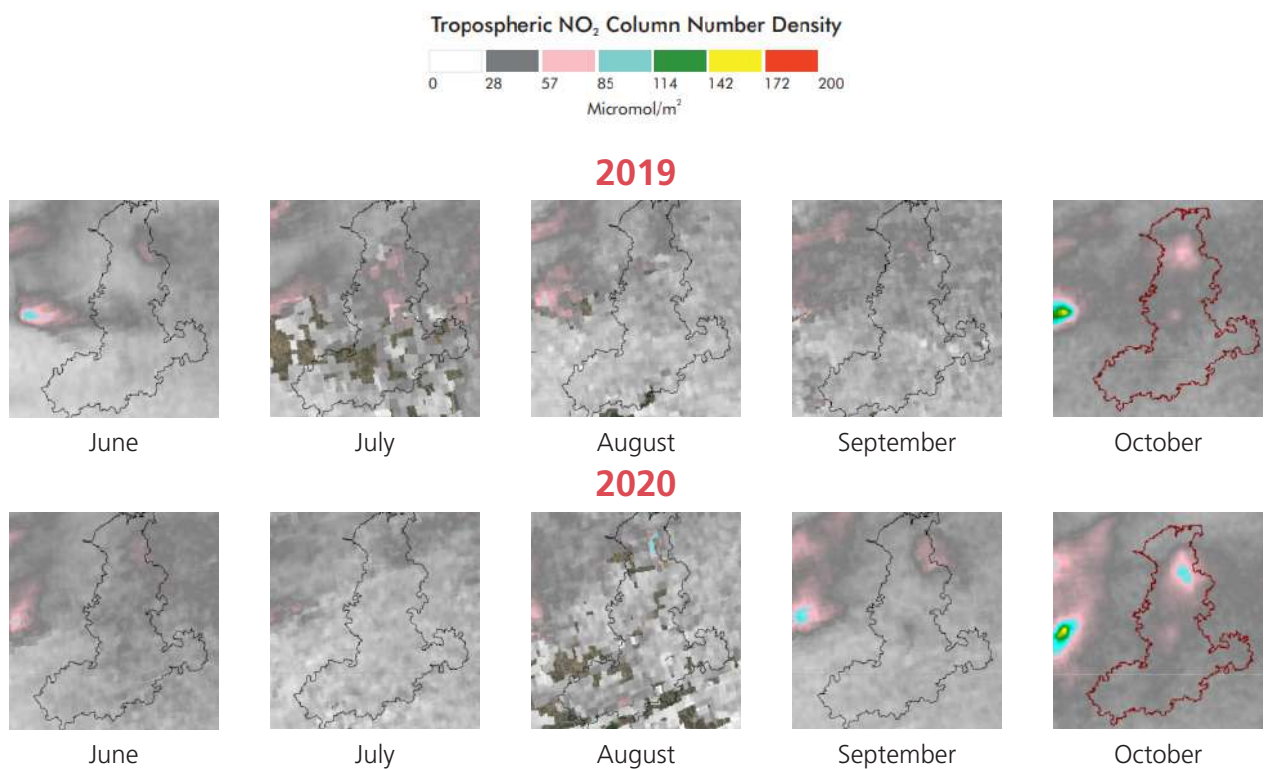 Tropospheric NO₂ Column Number Density
0 28 57 85 114 142 172 200
Micromol/m²
2019
June July August September October
2020
June July August September October